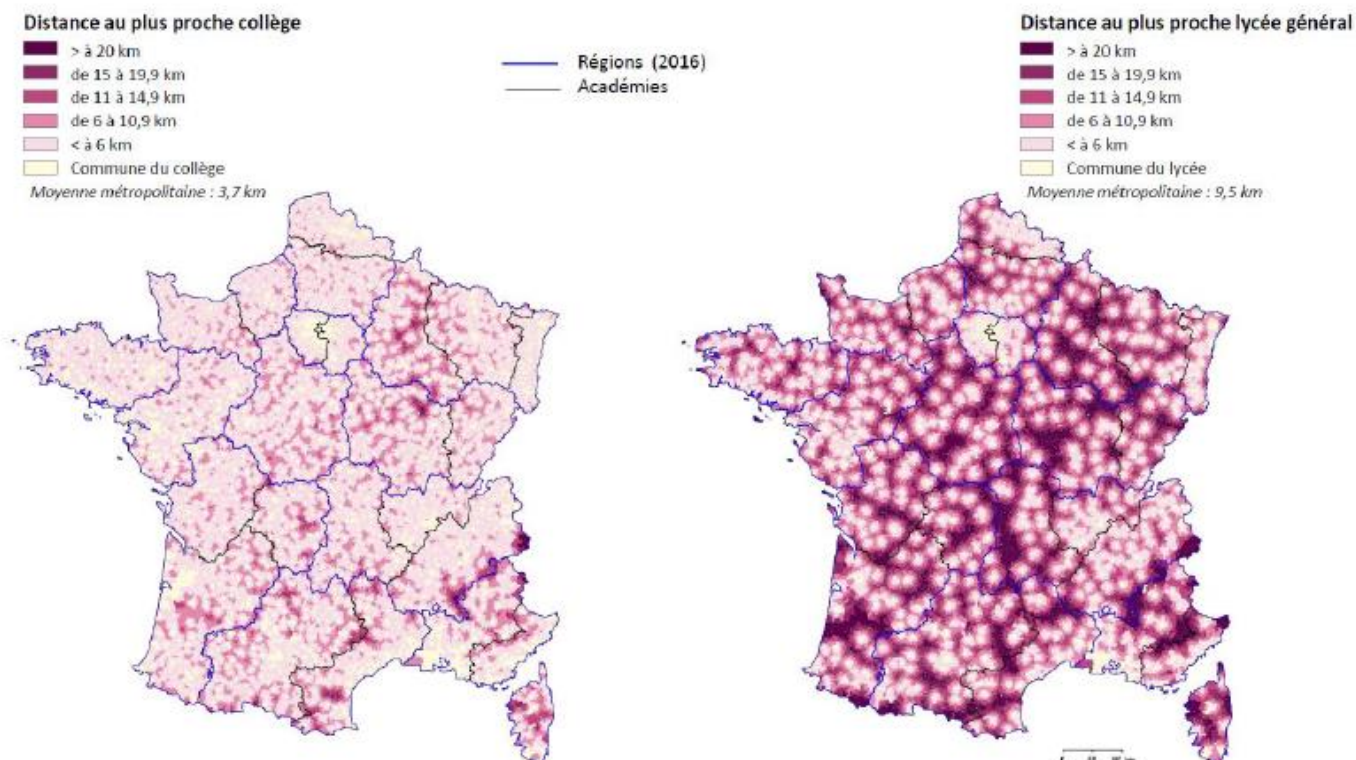 Distance au plus proche collège
> à 20 km
de 15 à 19,9 km
de 11 à 14,9 km
de 6 à 10,9 km
< à 6 km
Commune du collège
Moyenne métropolitaine : 3,7 km
Régions (2016)
Académies
Distance au plus proche lycée général
> à 20 km
de 15 à 19,9 km
de 11 à 14,9 km
de 6 à 10,9 km
< à 6 km
Commune du lycée
Moyenne métropolitaine : 9,5 km